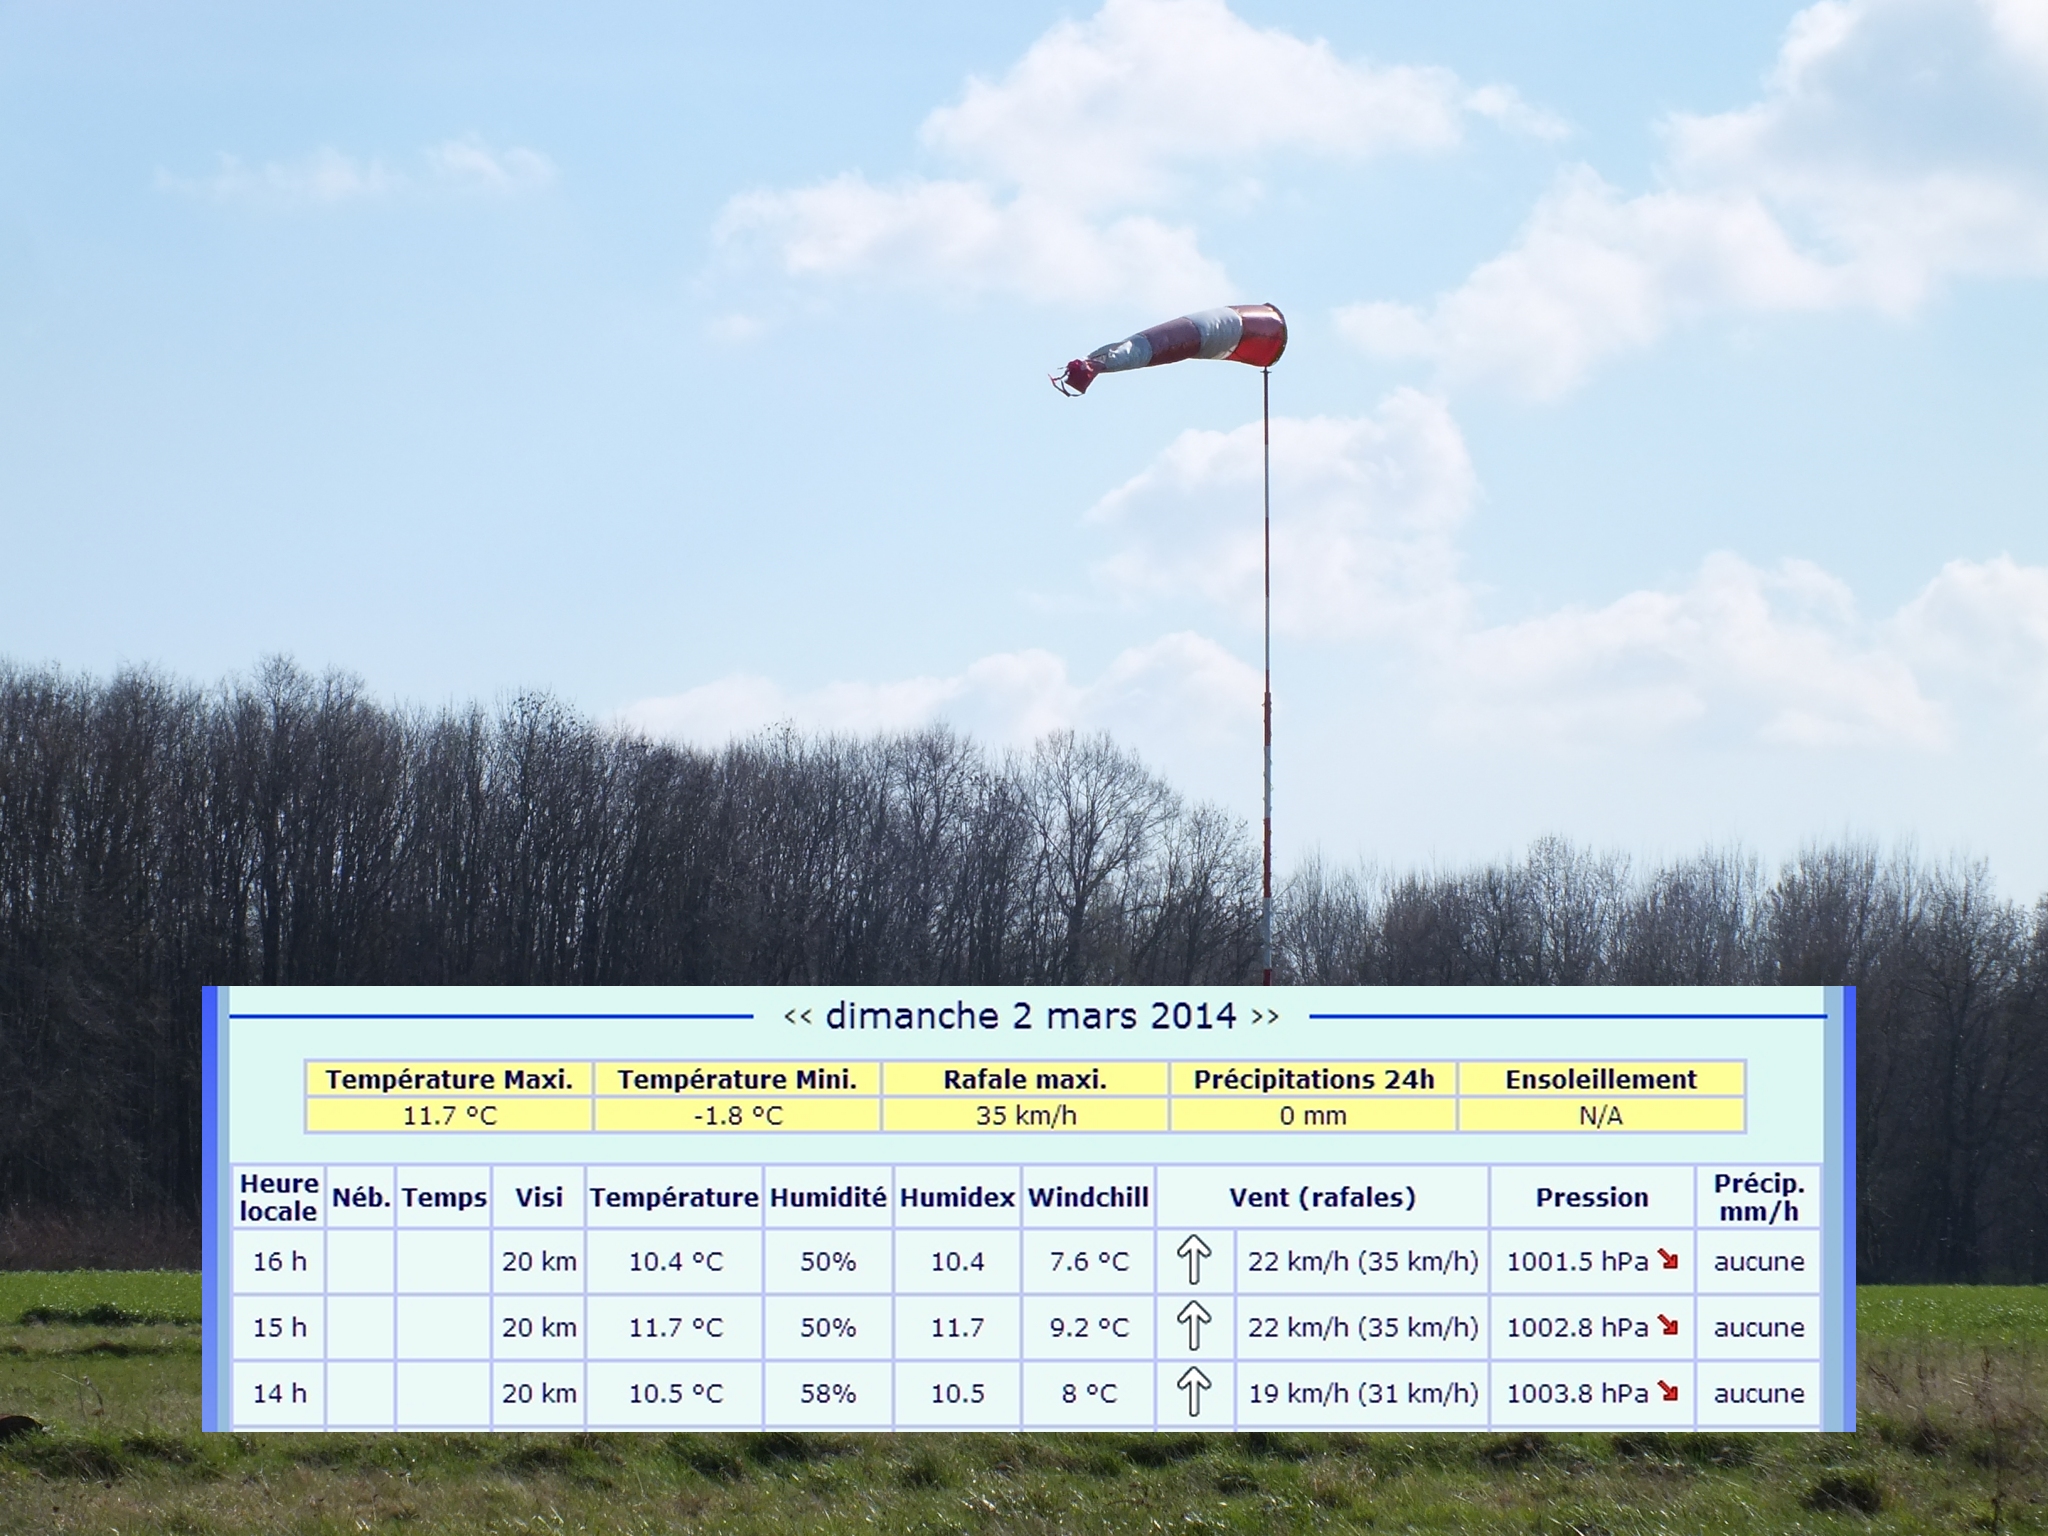 << dimanche 2 mars 2014 >>
Température Maxi. Température Mini. Rafale maxi. Précipitations 24h Ensoleillement
11.7 °C -1.8 °C 35 km/h 0 mm N/A
Heure locale Néb. Temps Visi Température Humidité Humidex Windchill Vent (rafales) Pression Précip. mm/h
16 h 20 km 10.4 °C 50% 10.4 7.6 °C 22 km/h (35 km/h) 1001.5 hPa aucune
15 h 20 km 11.7 °C 50% 11.7 9.2 °C 22 km/h (35 km/h) 1002.8 hPa aucune
14 h 20 km 10.5 °C 58% 10.5 8 °C 19 km/h (31 km/h) 1003.8 hPa aucune